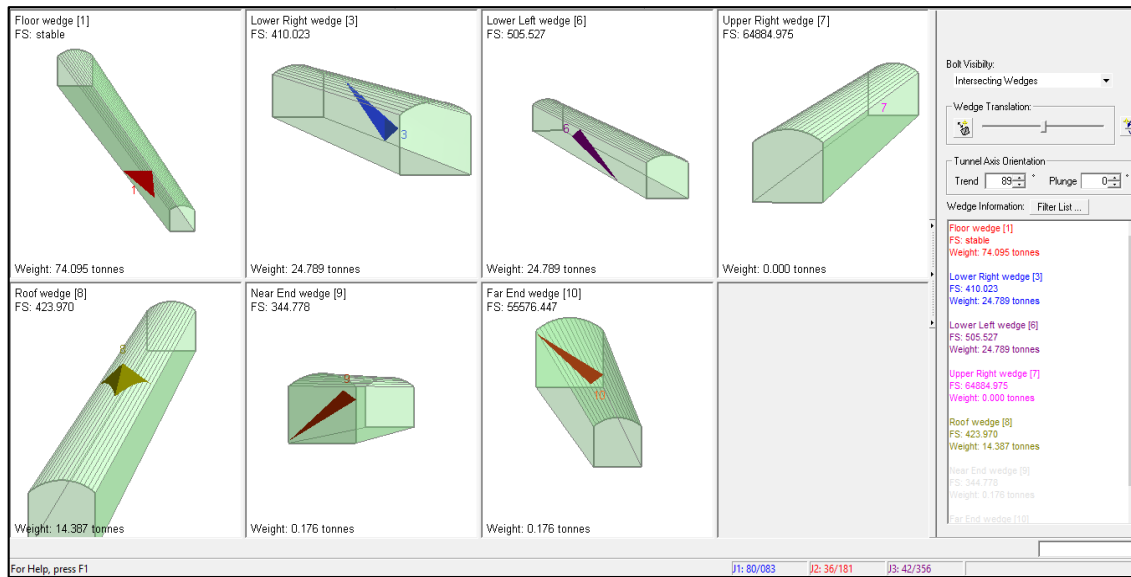 Floor wedge [1]
FS: stable
1
Weight: 74.095 tonnes
Lower Right wedge [3]
FS: 410.023
3
Weight: 24.789 tonnes
Lower Left wedge [6]
FS: 505.527
6
Weight: 24.789 tonnes
Upper Right wedge [7]
FS: 64884.975
7
Weight: 0.000 tonnes
Roof wedge [8]
FS: 423.970
8
Weight: 14.387 tonnes
Near End wedge [9]
FS: 344.778
9
Weight: 0.176 tonnes
Far End wedge [10]
FS: 55576.447
10
Weight: 0.176 tonnes
Bolt Visibilty:
Intersecting Wedges
Wedge Translation:
Tunnel Axis Orientation
Trend 89 ° Plunge 0 °
Wedge Information: Filter List ...
Floor wedge [1]
FS: stable
Weight: 74.095 tonnes
Lower Right wedge [3]
FS: 410.023
Weight: 24.789 tonnes
Lower Left wedge [6]
FS: 505.527
Weight: 24.789 tonnes
Upper Right wedge [7]
FS: 64884.975
Weight: 0.000 tonnes
Roof wedge [8]
FS: 423.970
Weight: 14.387 tonnes
Near End wedge [9]
FS: 344.778
Weight: 0.176 tonnes
Far End wedge [10]
For Help, press F1
J1: 80/083 J2: 36/181 J3: 42/356